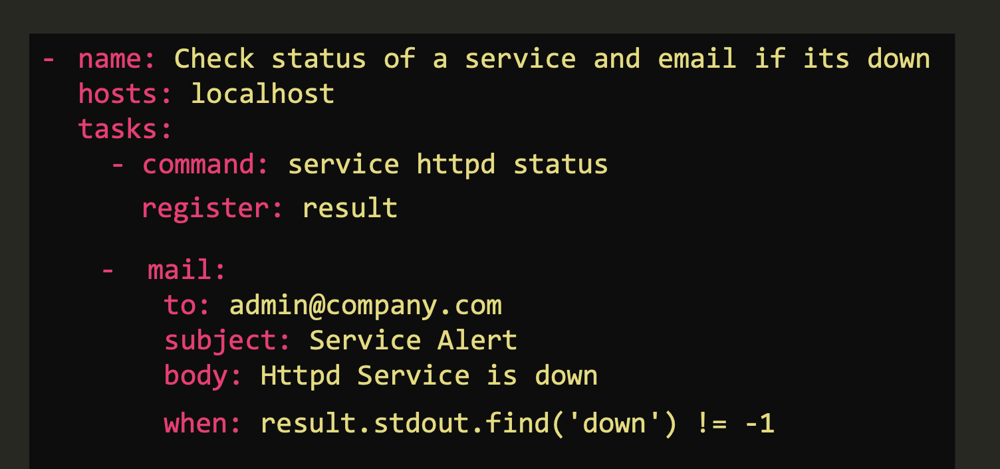 - name: Check status of a service and email if its down
  hosts: localhost
  tasks:
    - command: service httpd status
      register: result
    - mail:
       to: admin@company.com
       subject: Service Alert
       body: Httpd Service is down
       when: result.stdout.find('down') != -1